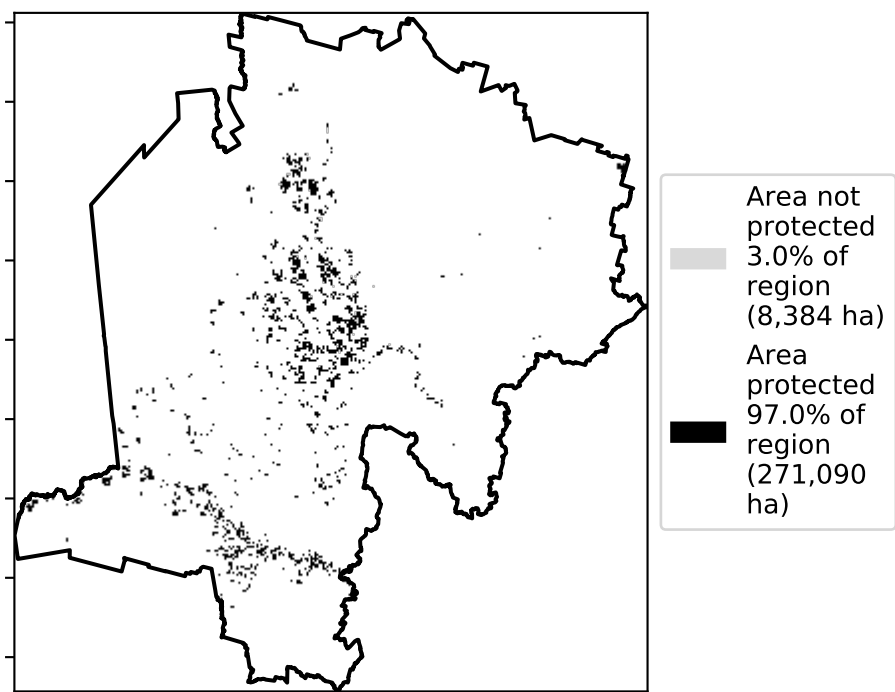 Area not
protected
3.0% of
region
(8,384 ha)
Area
protected
97.0% of
region
(271,090
ha)